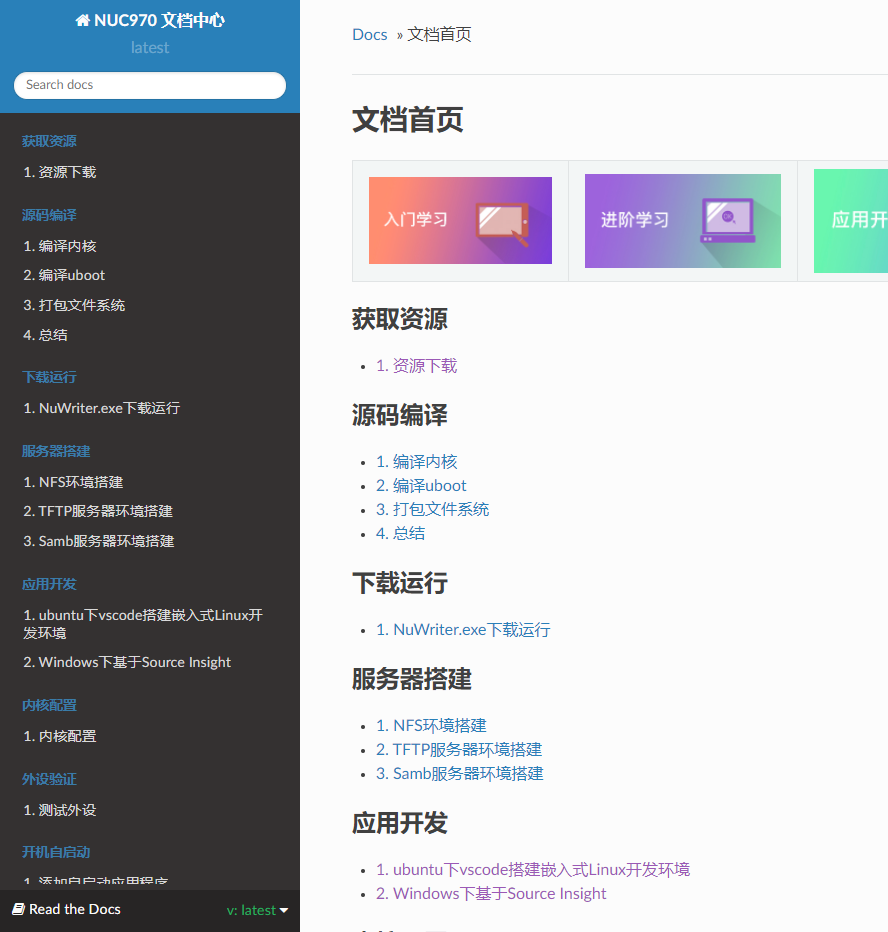 NUC970 文档中心
latest
Search docs
获取资源
1. 资源下载
源码编译
1. 编译内核
2. 编译uboot
3. 打包文件系统
4. 总结
下载运行
1. NuWriter.exe下载运行
服务器搭建
1. NFS环境搭建
2. TFTP服务器环境搭建
3. Samb服务器环境搭建
应用开发
1. ubuntu下vscode搭建嵌入式Linux开
发环境
2. Windows下基于Source Insight
内核配置
1. 内核配置
外设验证
1. 测试外设
开机自启动
1. 添加自启动应用程序
Read the Docs
v: latest
Docs » 文档首页
文档首页
入门学习
进阶学习
应用开
获取资源
1. 资源下载
源码编译
1. 编译内核
2. 编译uboot
3. 打包文件系统
4. 总结
下载运行
1. NuWriter.exe下载运行
服务器搭建
1. NFS环境搭建
2. TFTP服务器环境搭建
3. Samb服务器环境搭建
应用开发
1. ubuntu下vscode搭建嵌入式Linux开发环境
2. Windows下基于Source Insight